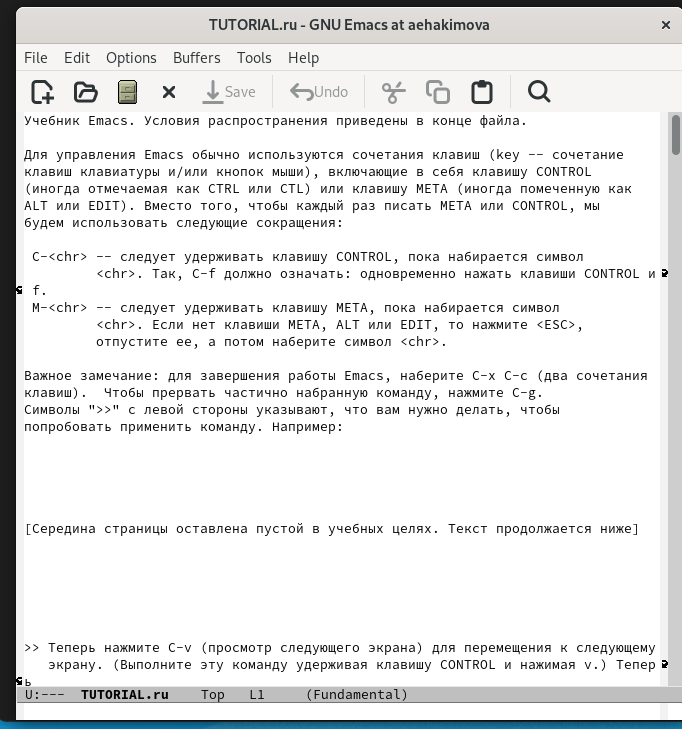 TUTORIAL.ru - GNU Emacs at aehakimova
File Edit Options Buffers Tools Help
Save Undo
Учебник Emacs. Условия распространения приведены в конце файла.
Для управления Emacs обычно используются сочетания клавиш (key -- сочетание
клавиш клавиатуры и/или кнопок мыши), включающие в себя клавишу CONTROL
(иногда отмечаемая как CTRL или CTL) или клавишу META (иногда помеченную как
ALT или EDIT). Вместо того, чтобы каждый раз писать META или CONTROL, мы
будем использовать следующие сокращения:
C-<chr> -- следует удерживать клавишу CONTROL, пока набирается символ
<chr>. Так, C-f должно означать: одновременно нажать клавиши CONTROL и
f.
M-<chr> -- следует удерживать клавишу META, пока набирается символ
<chr>. Если нет клавиши META, ALT или EDIT, то нажмите <ESC>,
отпустите ее, а потом наберите символ <chr>.
Важное замечание: для завершения работы Emacs, наберите C-x C-c (два сочетания
клавиш). Чтобы прервать частично набранную команду, нажмите C-g.
Символы ">>" с левой стороны указывают, что вам нужно делать, чтобы
попробовать применить команду. Например:
[Середина страницы оставлена пустой в учебных целях. Текст продолжается ниже]
>> Теперь нажмите C-v (просмотр следующего экрана) для перемещения к следующему
экрану. (Выполните эту команду удерживая клавишу CONTROL и нажимая v.) Тепер
ь
U:--- TUTORIAL.ru Top L1 (Fundamental)